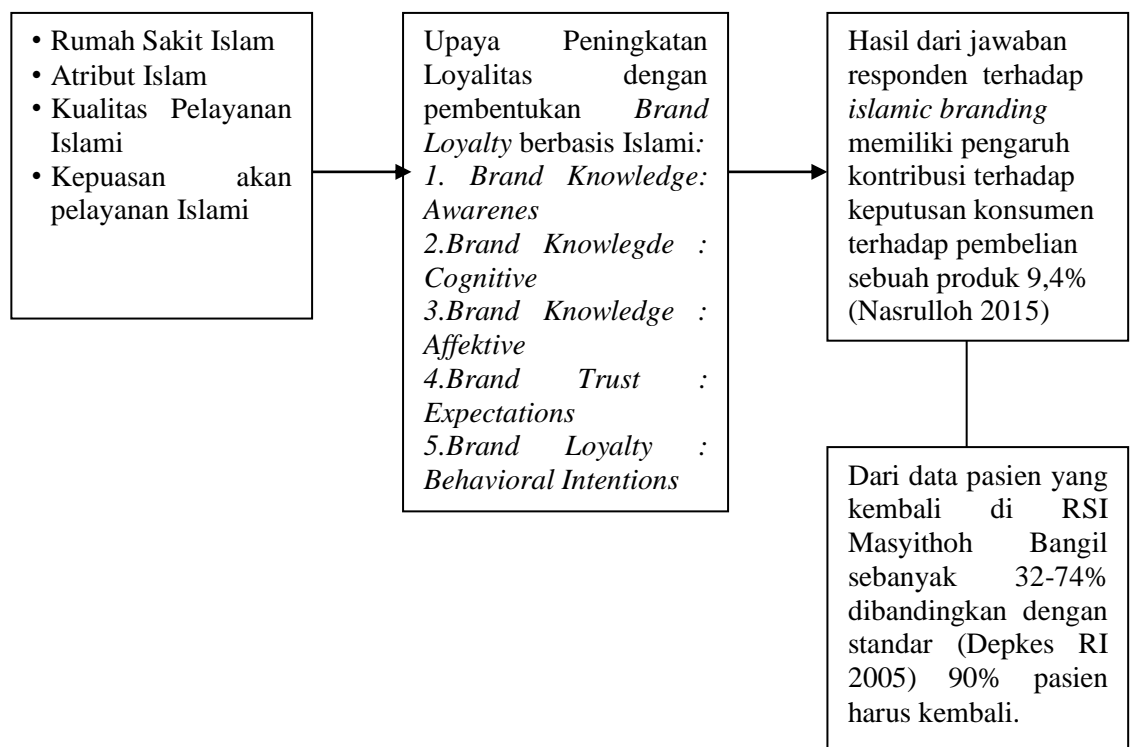 • Rumah Sakit Islam
• Atribut Islam
• Kualitas Pelayanan
Islami
• Kepuasan akan
pelayanan Islami
Upaya Peningkatan
Loyalitas dengan
pembentukan Brand
Loyalty berbasis Islami:
1. Brand Knowledge:
Awarenes
2.Brand Knowlegde :
Cognitive
3.Brand Knowledge :
Affektive
4.Brand Trust :
Expectations
5.Brand Loyalty :
Behavioral Intentions
Hasil dari jawaban
responden terhadap
islamic branding
memiliki pengaruh
kontribusi terhadap
keputusan konsumen
terhadap pembelian
sebuah produk 9,4%
(Nasrulloh 2015)
Dari data pasien yang
kembali di RSI
Masyithoh Bangil
sebanyak 32-74%
dibandingkan dengan
standar (Depkes RI
2005) 90% pasien
harus kembali.